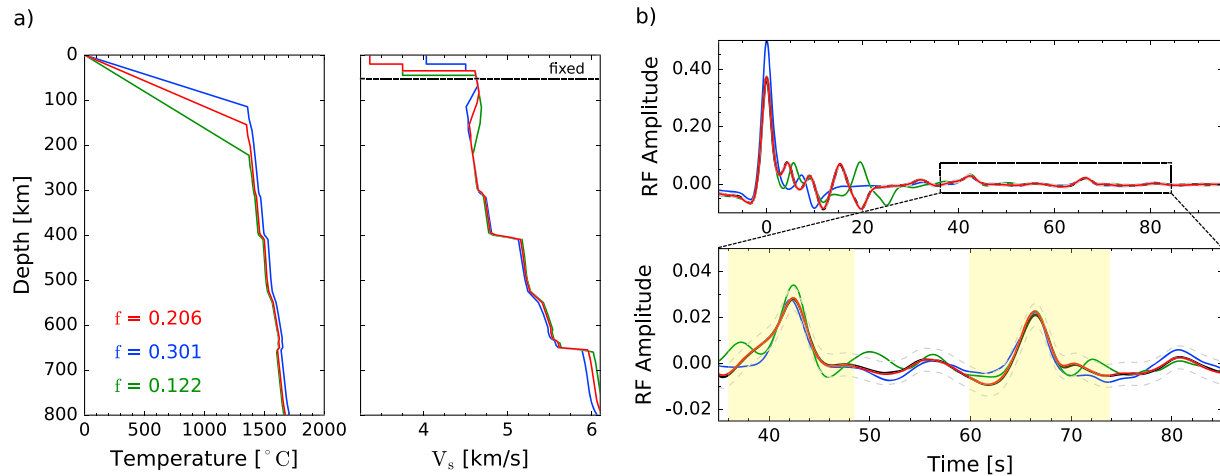 a)
b)
0
100
200
300
400
500
600
700
800
Depth [km]
f = 0.206
f = 0.301
f = 0.122
0 500 1000 1500 2000
Temperature [°C]
fixed
4 5 6
Vs [km/s]
0.40
0.20
0.00
RF Amplitude
0 20 40 60 80
0.04
0.02
0.00
-0.02
RF Amplitude
40 50 60 70 80
Time [s]